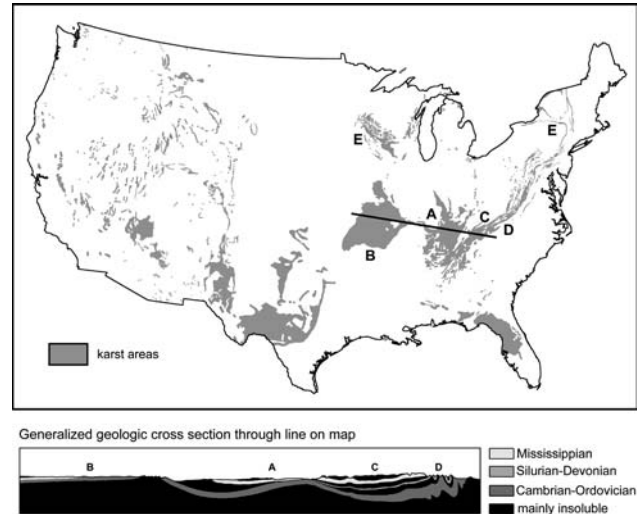 E
E
A
C
D
B
karst areas
Generalized geologic cross section through line on map
B
A
C
D
Mississippian
Silurian-Devonian
Cambrian-Ordovician
mainly insoluble